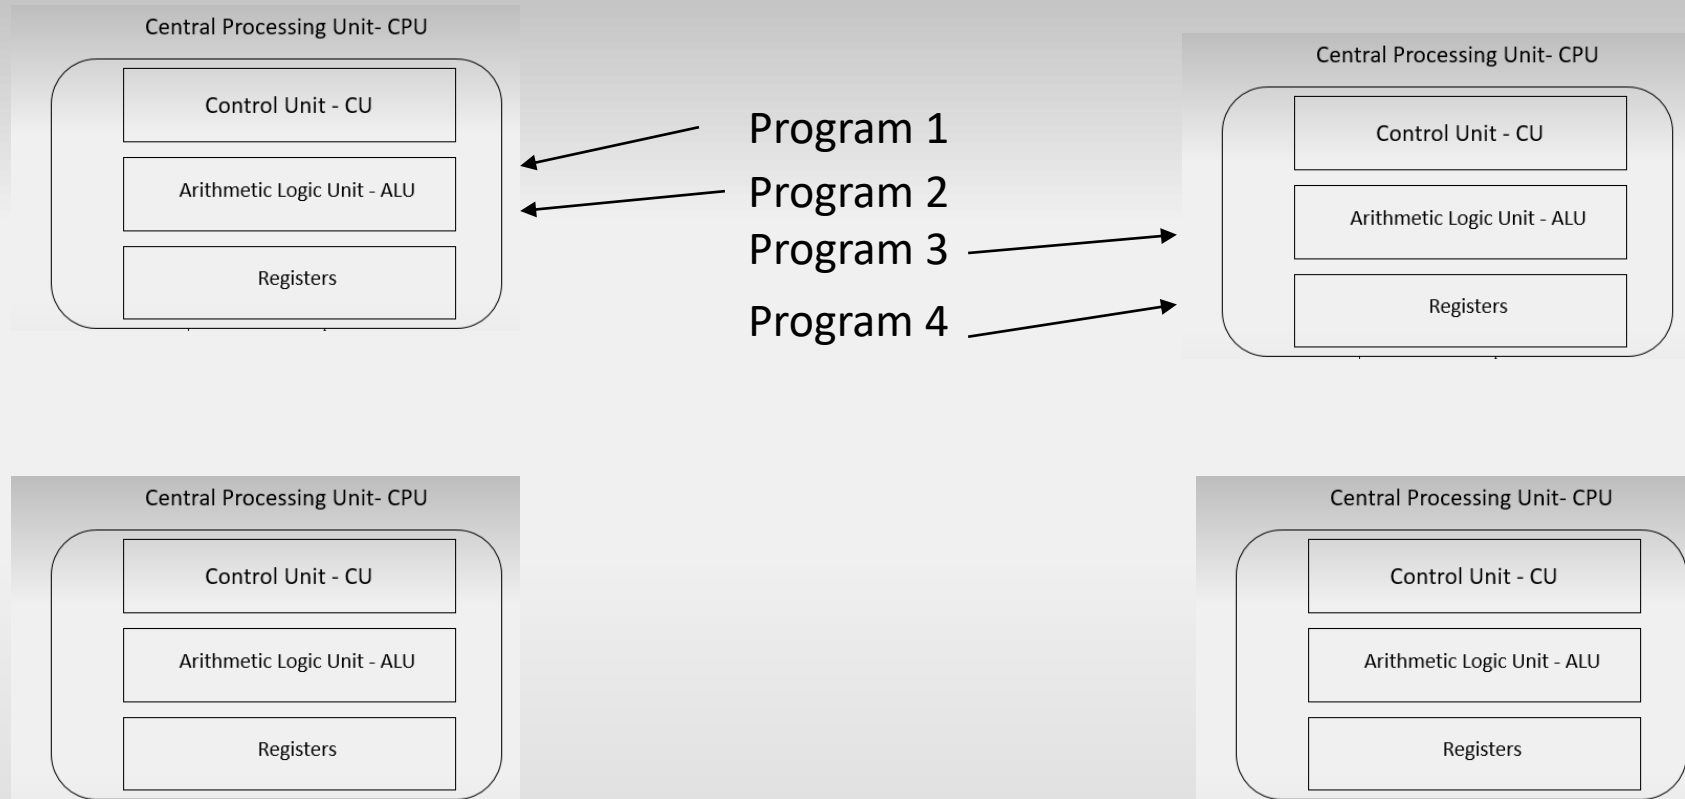 Central Processing Unit- CPU
Control Unit - CU
Arithmetic Logic Unit - ALU
Registers
Program 1
Program 2
Program 3
Program 4
Central Processing Unit- CPU
Control Unit - CU
Arithmetic Logic Unit - ALU
Registers
Central Processing Unit- CPU
Control Unit - CU
Arithmetic Logic Unit - ALU
Registers
Central Processing Unit- CPU
Control Unit - CU
Arithmetic Logic Unit - ALU
Registers